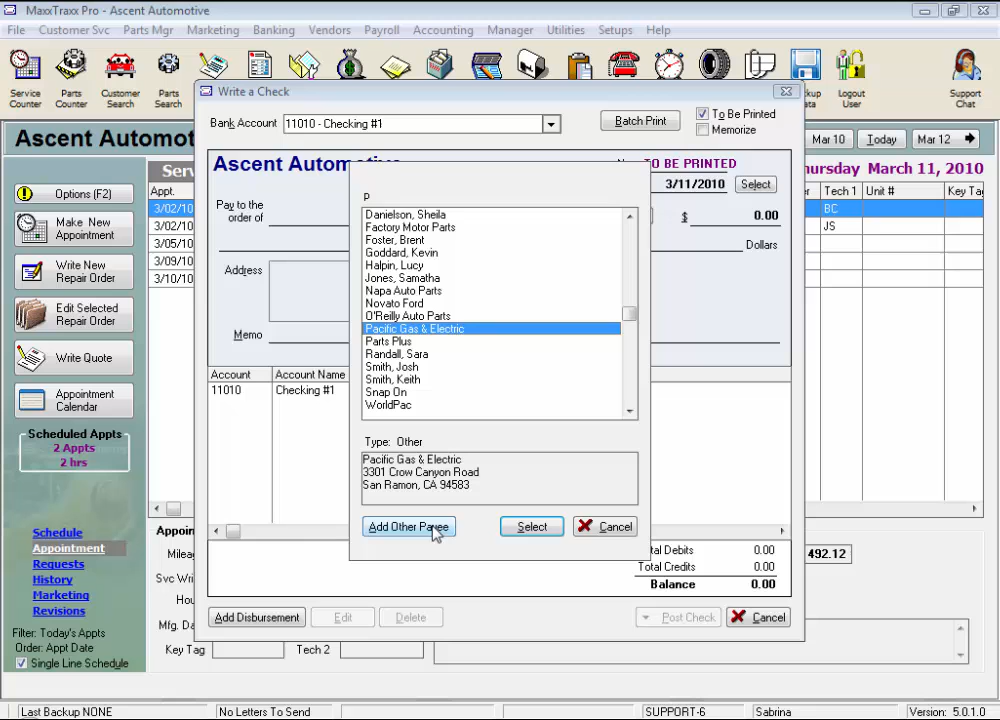 MaxxTraxx Pro - Ascent Automotive
File Customer Svc Parts Mgr Marketing Banking Vendors Payroll Accounting Manager Utilities Setups Help
Service Counter
Parts Counter
Customer Search
Parts Search
Logout User
Support Chat
Write a Check
Bank Account 11010 - Checking #1
Batch Print
To Be Printed
Memorize
Mar 10 Today Mar 12
Ascent Automot
Thursday March 11, 2010
Serv
Appt.
Tech 1 Unit # Key Tag
3/02/10 BC
3/02/10 JS
3/05/10
3/09/10
3/10/10
Options (F2)
Make New Appointment
Write New Repair Order
Edit Selected Repair Order
Write Quote
Appointment Calendar
Scheduled Appts
2 Appts
2 hrs
Schedule
Appointment
Requests
History
Marketing
Revisions
Filter: Today's Appts
Order: Appt Date
Single Line Schedule
Ascent Automotive
TO BE PRINTED
3/11/2010 Select
Pay to the order of
$ 0.00
Dollars
Address
Memo
Account Account Name
11010 Checking #1
p
Danielson, Sheila
Factory Motor Parts
Foster, Brent
Goddard, Kevin
Halpin, Lucy
Jones, Samatha
Napa Auto Parts
Novato Ford
O'Reilly Auto Parts
Pacific Gas & Electric
Parts Plus
Randall, Sara
Smith, Josh
Smith, Keith
Snap On
WorldPac
Type: Other
Pacific Gas & Electric
3301 Crow Canyon Road
San Ramon, CA 94583
Add Other Payee Select Cancel
tal Debits 0.00
Total Credits 0.00
Balance 0.00
Add Disbursement Edit Delete Post Check Cancel
Appoin
Mileag
Svc Wri
Hou
Mfg. Da
Key Tag Tech 2
492.12
Last Backup NONE No Letters To Send SUPPORT-6 Sabrina Version: 5.0.1.0